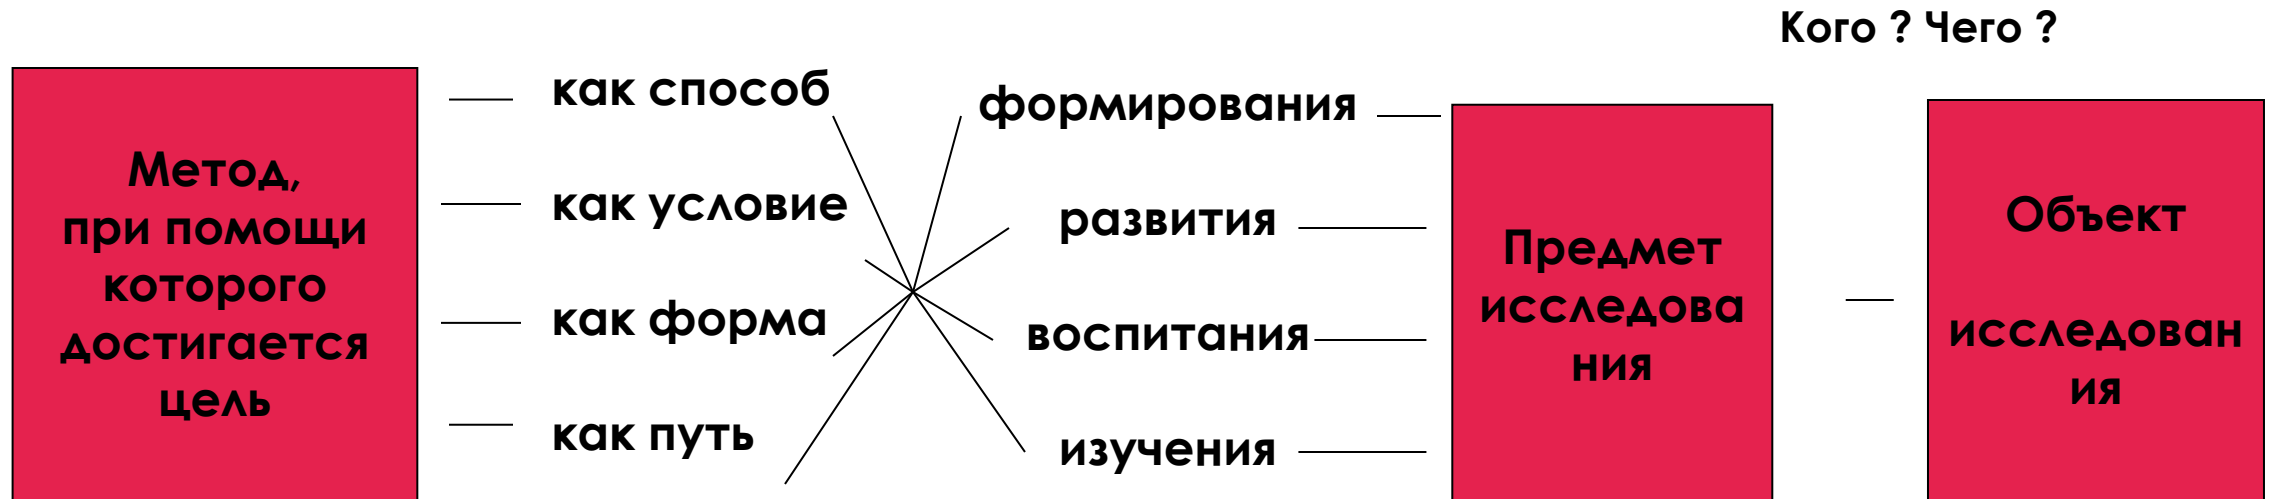 Кого ? Чего ?
Метод,
при помощи
которого
достигается
цель
как способ
как условие
как форма
как путь
формирования
развития
воспитания
изучения
Предмет
исследова
ния
Объект
исследован
ия